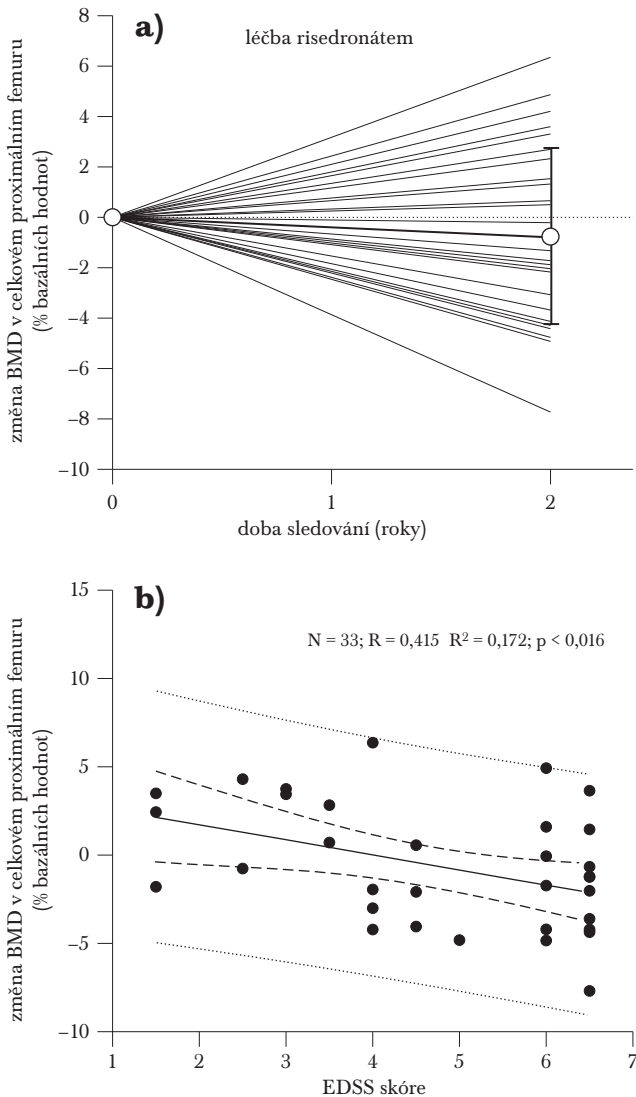 a)
léčba risedronátem
změna BMD v celkovém proximálním femuru
(% bazálních hodnot)
8
6
4
2
0
−2
−4
−6
−8
−10
0
1
2
doba sledování (roky)
b)
N = 33; R = 0,415 R² = 0,172; p < 0,016
změna BMD v celkovém proximálním femuru
(% bazálních hodnot)
15
10
5
0
−5
−10
1
2
3
4
5
6
7
EDSS skóre